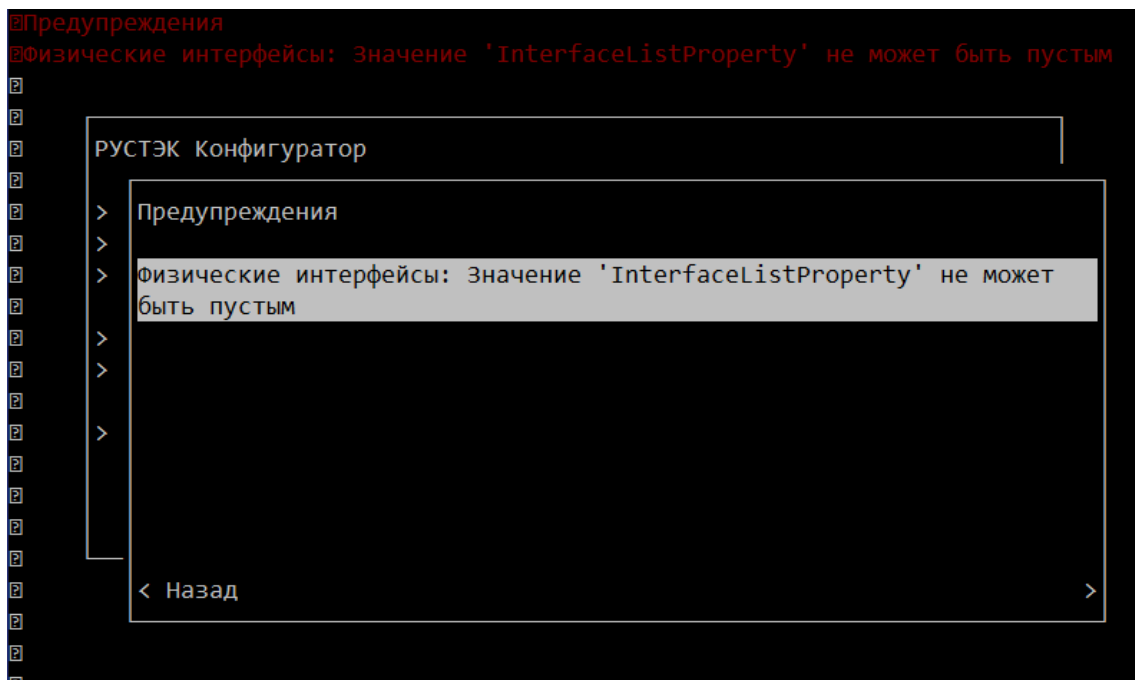 Предупреждения
Физические интерфейсы: Значение 'InterfaceListProperty' не может быть пустым
РУСТЭК Конфигуратор
> Предупреждения
>
> Физические интерфейсы: Значение 'InterfaceListProperty' не может
быть пустым
>
>
>
< Назад >